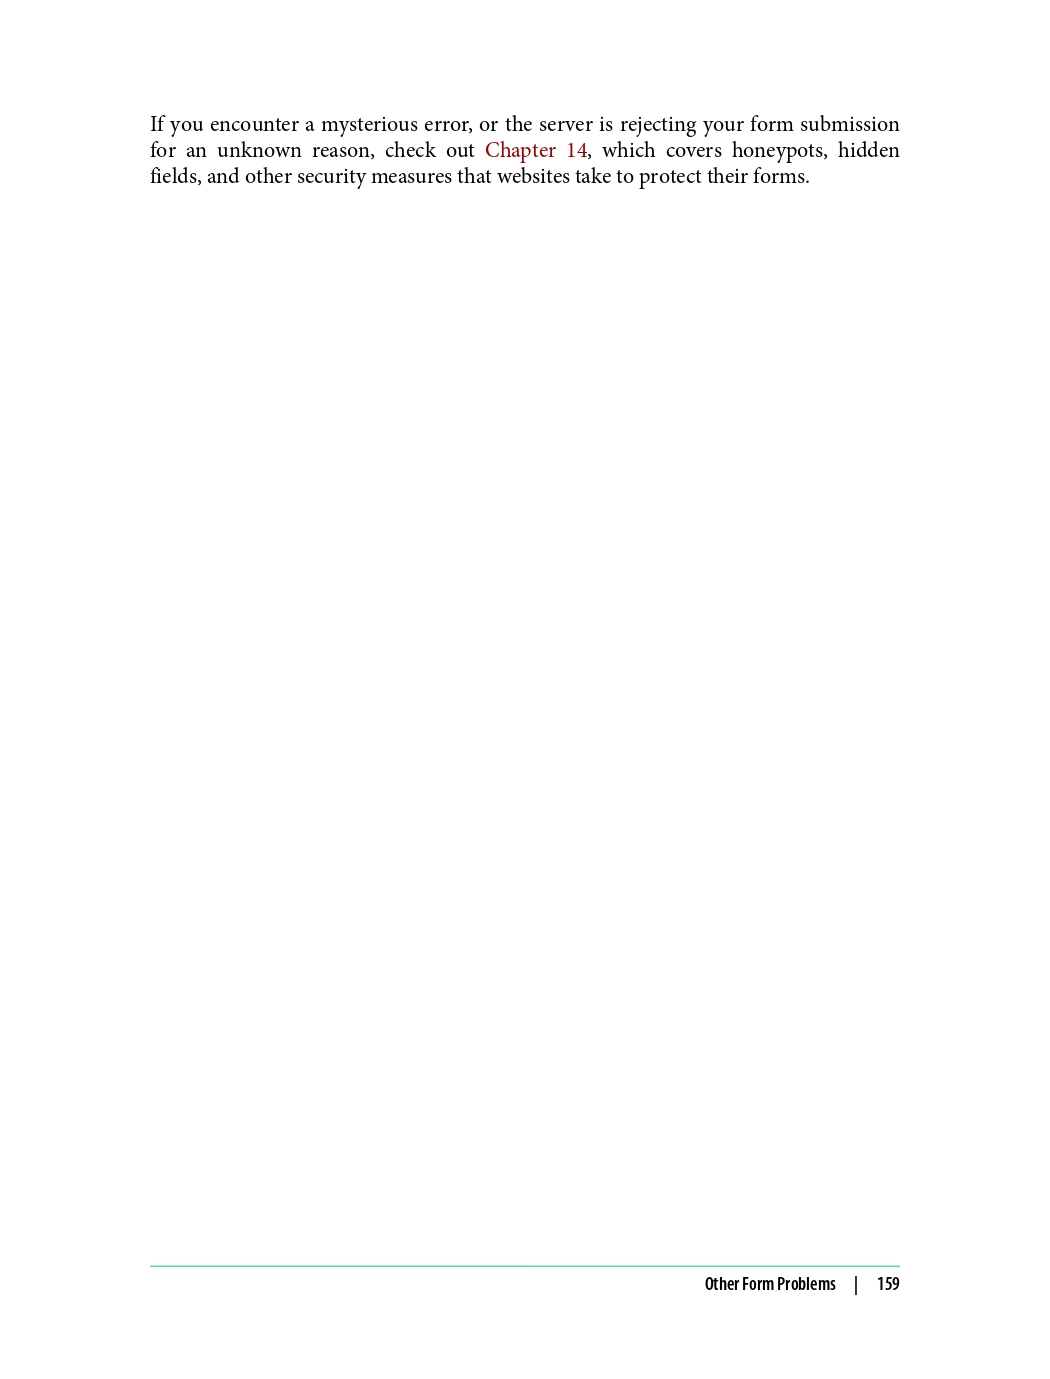 If you encounter a mysterious error, or the server is rejecting your form submission
for an unknown reason, check out Chapter 14, which covers honeypots, hidden
fields, and other security measures that websites take to protect their forms.
Other Form Problems | 159